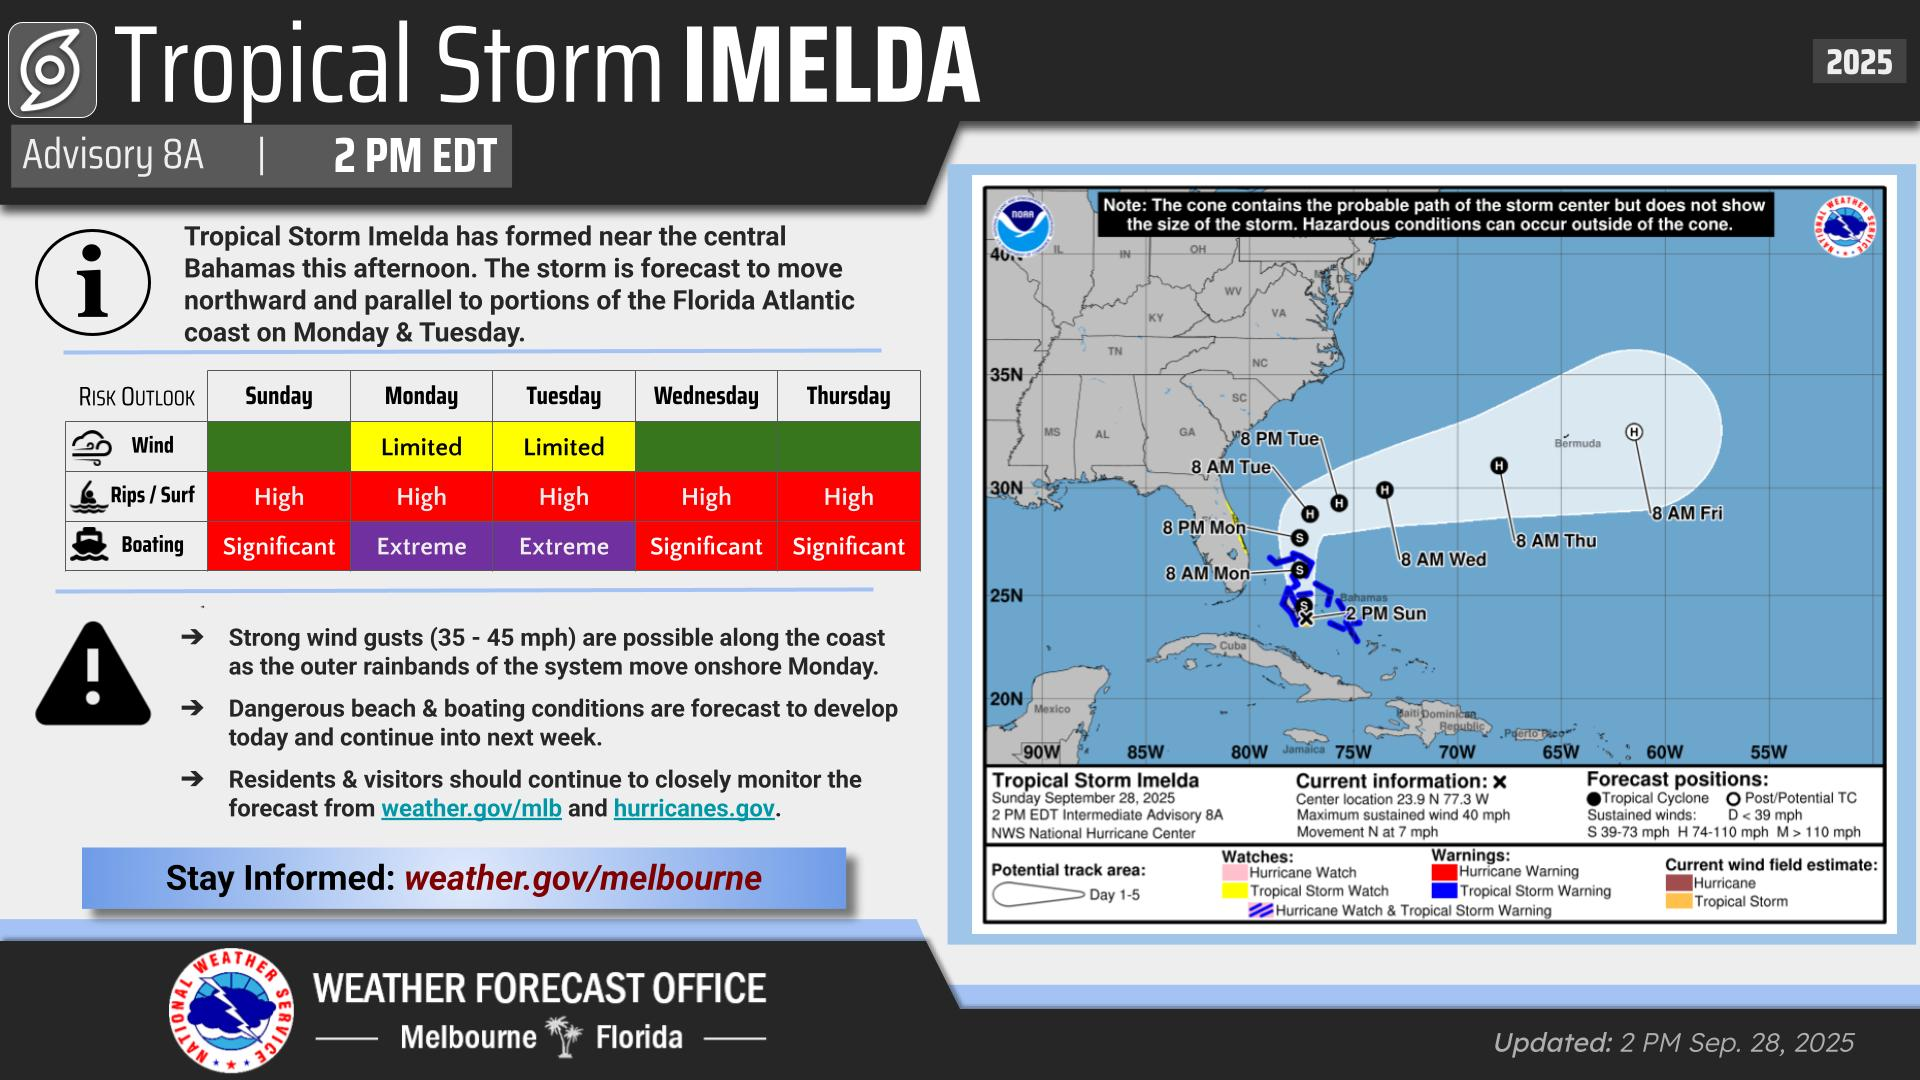 Tropical Storm IMELDA
2025
Advisory 8A | 2 PM EDT
Tropical Storm Imelda has formed near the central
Bahamas this afternoon. The storm is forecast to move
northward and parallel to portions of the Florida Atlantic
coast on Monday & Tuesday.
RISK OUTLOOK Sunday Monday Tuesday Wednesday Thursday
Wind Limited Limited
Rips / Surf High High High High High
Boating Significant Extreme Extreme Significant Significant
➔ Strong wind gusts (35 - 45 mph) are possible along the coast
as the outer rainbands of the system move onshore Monday.
➔ Dangerous beach & boating conditions are forecast to develop
today and continue into next week.
➔ Residents & visitors should continue to closely monitor the
forecast from weather.gov/mlb and hurricanes.gov.
Stay Informed: weather.gov/melbourne
NATIONAL WEATHER SERVICE
WEATHER FORECAST OFFICE
Melbourne Florida
NOAA
Note: The cone contains the probable path of the storm center but does not show
the size of the storm. Hazardous conditions can occur outside of the cone.
NATIONAL WEATHER SERVICE
40N
IL
IN
OH
NJ
DE
WV
VA
KY
TN
NC
35N
SC
MS
AL
GA
8 PM Tue
Bermuda
8 AM Tue
30N
8 AM Fri
8 PM Mon
8 AM Thu
8 AM Wed
8 AM Mon
25N
Bahamas
2 PM Sun
Cuba
20N
Mexico
Haiti
Dominican
Republic
Puerto Rico
Jamaica
90W 85W 80W 75W 70W 65W 60W 55W
H
H
H
H
H
S
S
S
Tropical Storm Imelda
Sunday September 28, 2025
2 PM EDT Intermediate Advisory 8A
NWS National Hurricane Center
Current information: ×
Center location 23.9 N 77.3 W
Maximum sustained wind 40 mph
Movement N at 7 mph
Forecast positions:
Tropical Cyclone Post/Potential TC
Sustained winds: D < 39 mph
S 39-73 mph H 74-110 mph M > 110 mph
Potential track area:
Day 1-5
Watches:
Hurricane Watch
Tropical Storm Watch
Warnings:
Hurricane Warning
Tropical Storm Warning
Hurricane Watch & Tropical Storm Warning
Current wind field estimate:
Hurricane
Tropical Storm
Updated: 2 PM Sep. 28, 2025